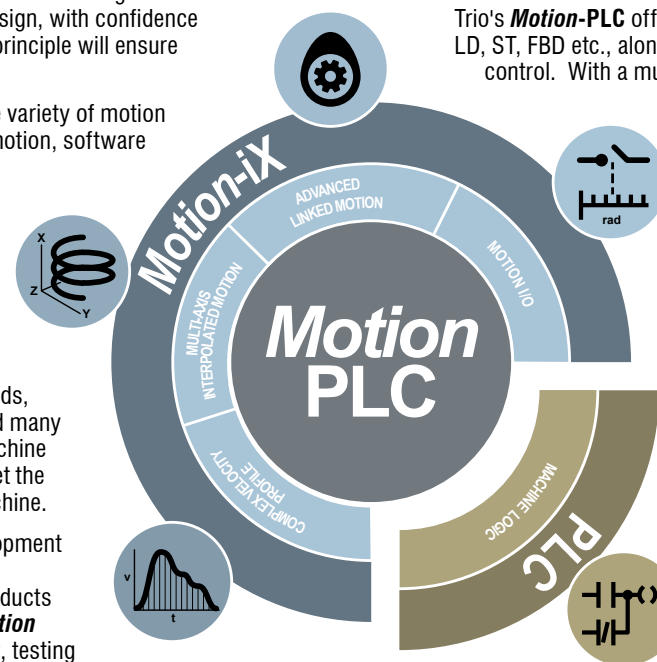 sign, with confidence
principle will ensure
variety of motion
motion, software
Trio's Motion-PLC off
LD, ST, FBD etc., alon
control. With a mu
Motion-iX
ADVANCED
LINKED MOTION
MOTION I/O
rad
X
Z
Y
MULTI-AXIS
INTERPOLATED MOTION
Motion
PLC
COMPLEX VELOCITY
PROFILE
MACHINE LOGIC
PLC
v
t
ds,
d many
chine
et the
chine.
opment
ducts
tion
, testing